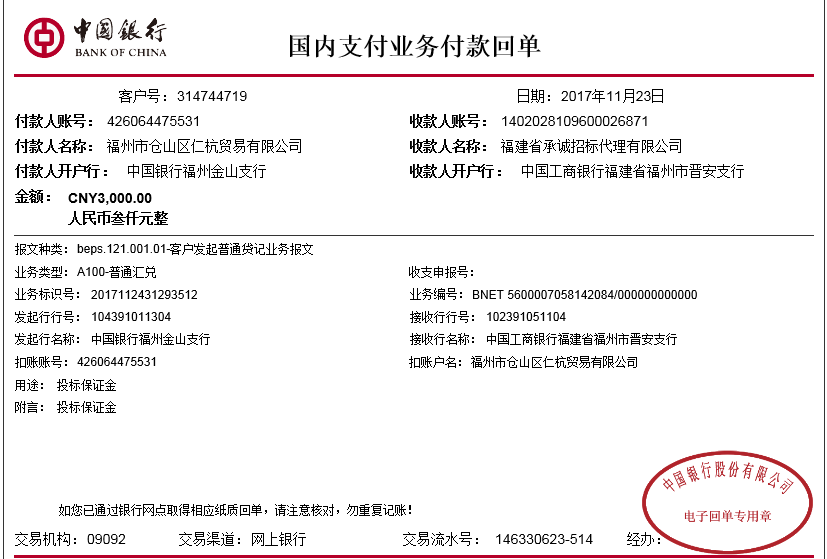 中国银行
BANK OF CHINA
国内支付业务付款回单
客户号：314744719 日期：2017年11月23日
付款人账号：426064475531 收款人账号：1402028109600026871
付款人名称：福州市仓山区仁杭贸易有限公司 收款人名称：福建省承诚招标代理有限公司
付款人开户行：中国银行福州金山支行 收款人开户行：中国工商银行福建省福州市晋安支行
金额：CNY3,000.00
人民币叁仟元整
报文种类：beps.121.001.01-客户发起普通贷记业务报文
业务类型：A100-普通汇兑 收支申报号：
业务标识号：2017112431293512 业务编号：BNET 5600007058142084/000000000000
发起行行号：104391011304 接收行行号：102391051104
发起行名称：中国银行福州金山支行 接收行名称：中国工商银行福建省福州市晋安支行
扣账账号：426064475531 扣账户名：福州市仓山区仁杭贸易有限公司
用途：投标保证金
附言：投标保证金
中国银行股份有限公司
电子回单专用章
如您已通过银行网点取得相应纸质回单，请注意核对，勿重复记账！
交易机构：09092 交易渠道：网上银行 交易流水号：146330623-514 经办：